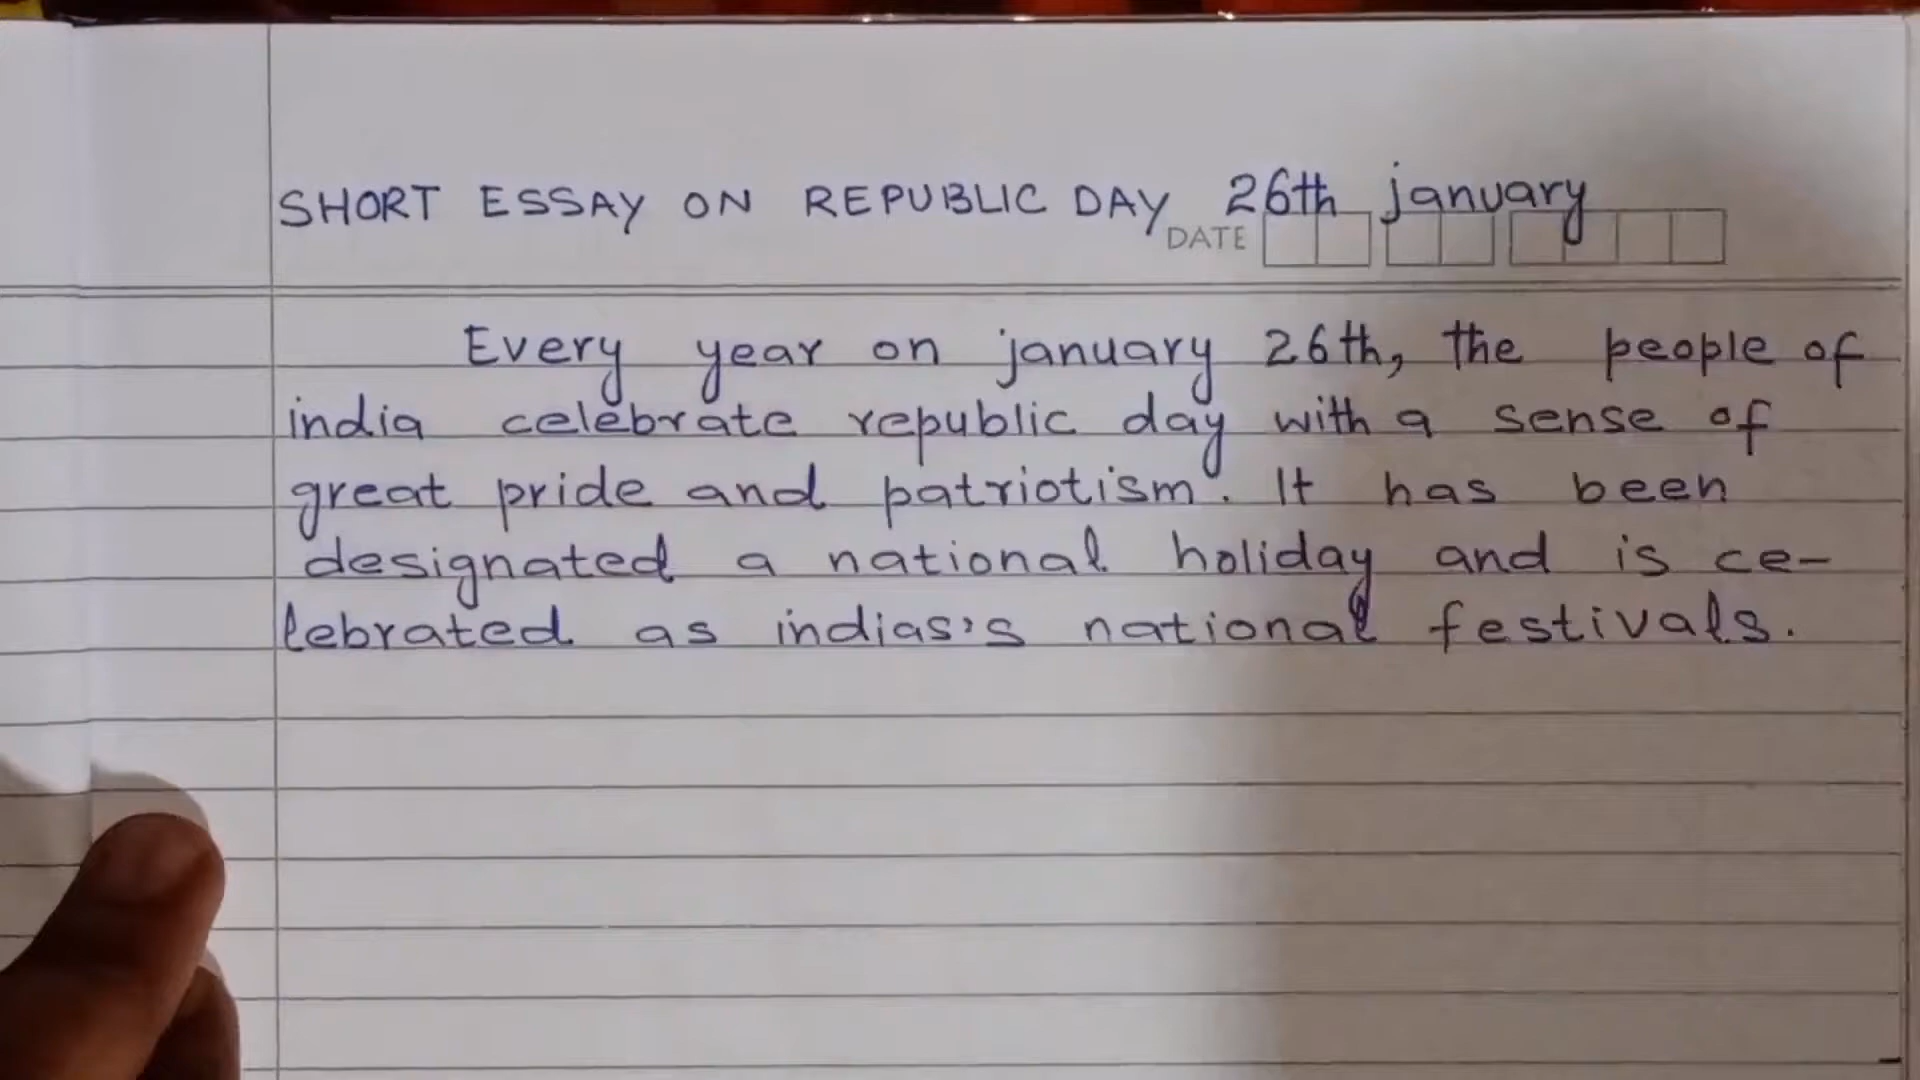 SHORT ESSAY ON REPUBLIC DAY 26th january
DATE
Every year on january 26th, the people of
india celebrate republic day with a sense of
great pride and patriotism. It has been
designated a national holiday and is ce-
lebrated as indias's national festivals.